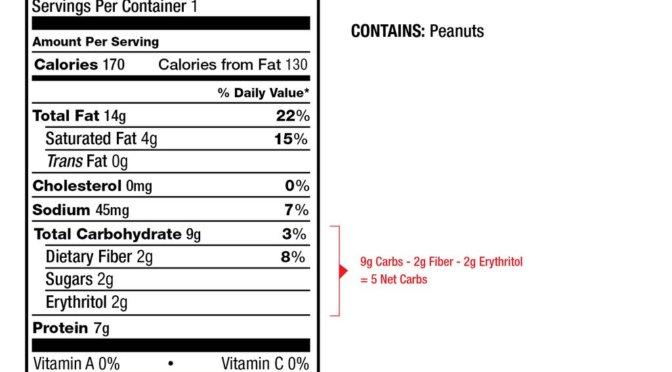 Servings Per Container 1
CONTAINS: Peanuts
Amount Per Serving
Calories 170 Calories from Fat 130
% Daily Value*
Total Fat 14g 22%
Saturated Fat 4g 15%
Trans Fat 0g
Cholesterol 0mg 0%
Sodium 45mg 7%
Total Carbohydrate 9g 3%
Dietary Fiber 2g 8%
Sugars 2g
Erythritol 2g
9g Carbs - 2g Fiber - 2g Erythritol
= 5 Net Carbs
Protein 7g
Vitamin A 0% • Vitamin C 0%